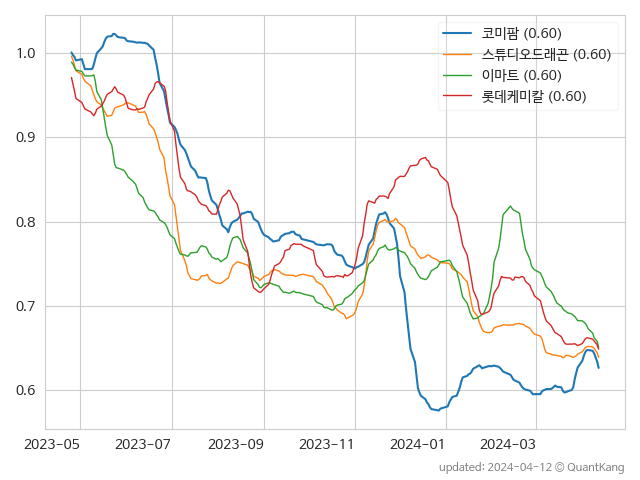 코미팜 (0.60)
스튜디오드래곤 (0.60)
이마트 (0.60)
롯데케미칼 (0.60)
1.0
0.9
0.8
0.7
0.6
2023-05 2023-07 2023-09 2023-11 2024-01 2024-03
updated: 2024-04-12 © QuantKang